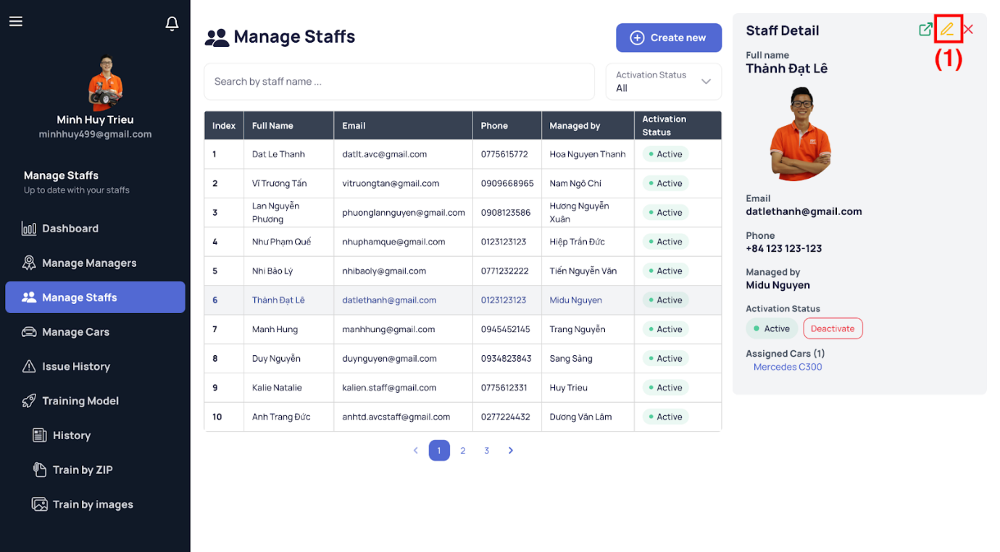 Minh Huy Trieu
minhhuy499@gmail.com
Manage Staffs
Up to date with your staffs
Dashboard
Manage Managers
Manage Staffs
Manage Cars
Issue History
Training Model
History
Train by ZIP
Train by images
Manage Staffs
Create new
Search by staff name ...
Activation Status
All
Index Full Name Email Phone Managed by Activation Status
1 Dat Le Thanh datlt.avc@gmail.com 0775615772 Hoa Nguyen Thanh Active
2 Vĩ Trương Tấn vitruongtan@gmail.com 0909668965 Nam Ngô Chí Active
3 Lan Nguyễn Phương phuonglannguyen@gmail.com 0908123586 Hương Nguyễn Xuân Active
4 Như Phạm Quế nhuphamque@gmail.com 0123123123 Hiệp Trần Đức Active
5 Nhi Bảo Lý nhibaoly@gmail.com 0771232222 Tiến Nguyễn Văn Active
6 Thành Đạt Lê datlethanh@gmail.com 0123123123 Midu Nguyen Active
7 Manh Hung manhhung@gmail.com 0945452145 Trang Nguyễn Active
8 Duy Nguyễn duynguyen@gmail.com 0934823843 Sang Sảng Active
9 Kalie Natalie kalien.staff@gmail.com 0775612331 Huy Trieu Active
10 Anh Trang Đức anhtd.avcstaff@gmail.com 0277224432 Dương Văn Lâm Active
1 2 3
Staff Detail
(1)
Full name
Thành Đạt Lê
Email
datlethanh@gmail.com
Phone
+84 123 123-123
Managed by
Midu Nguyen
Activation Status
Active Deactivate
Assigned Cars (1)
Mercedes C300